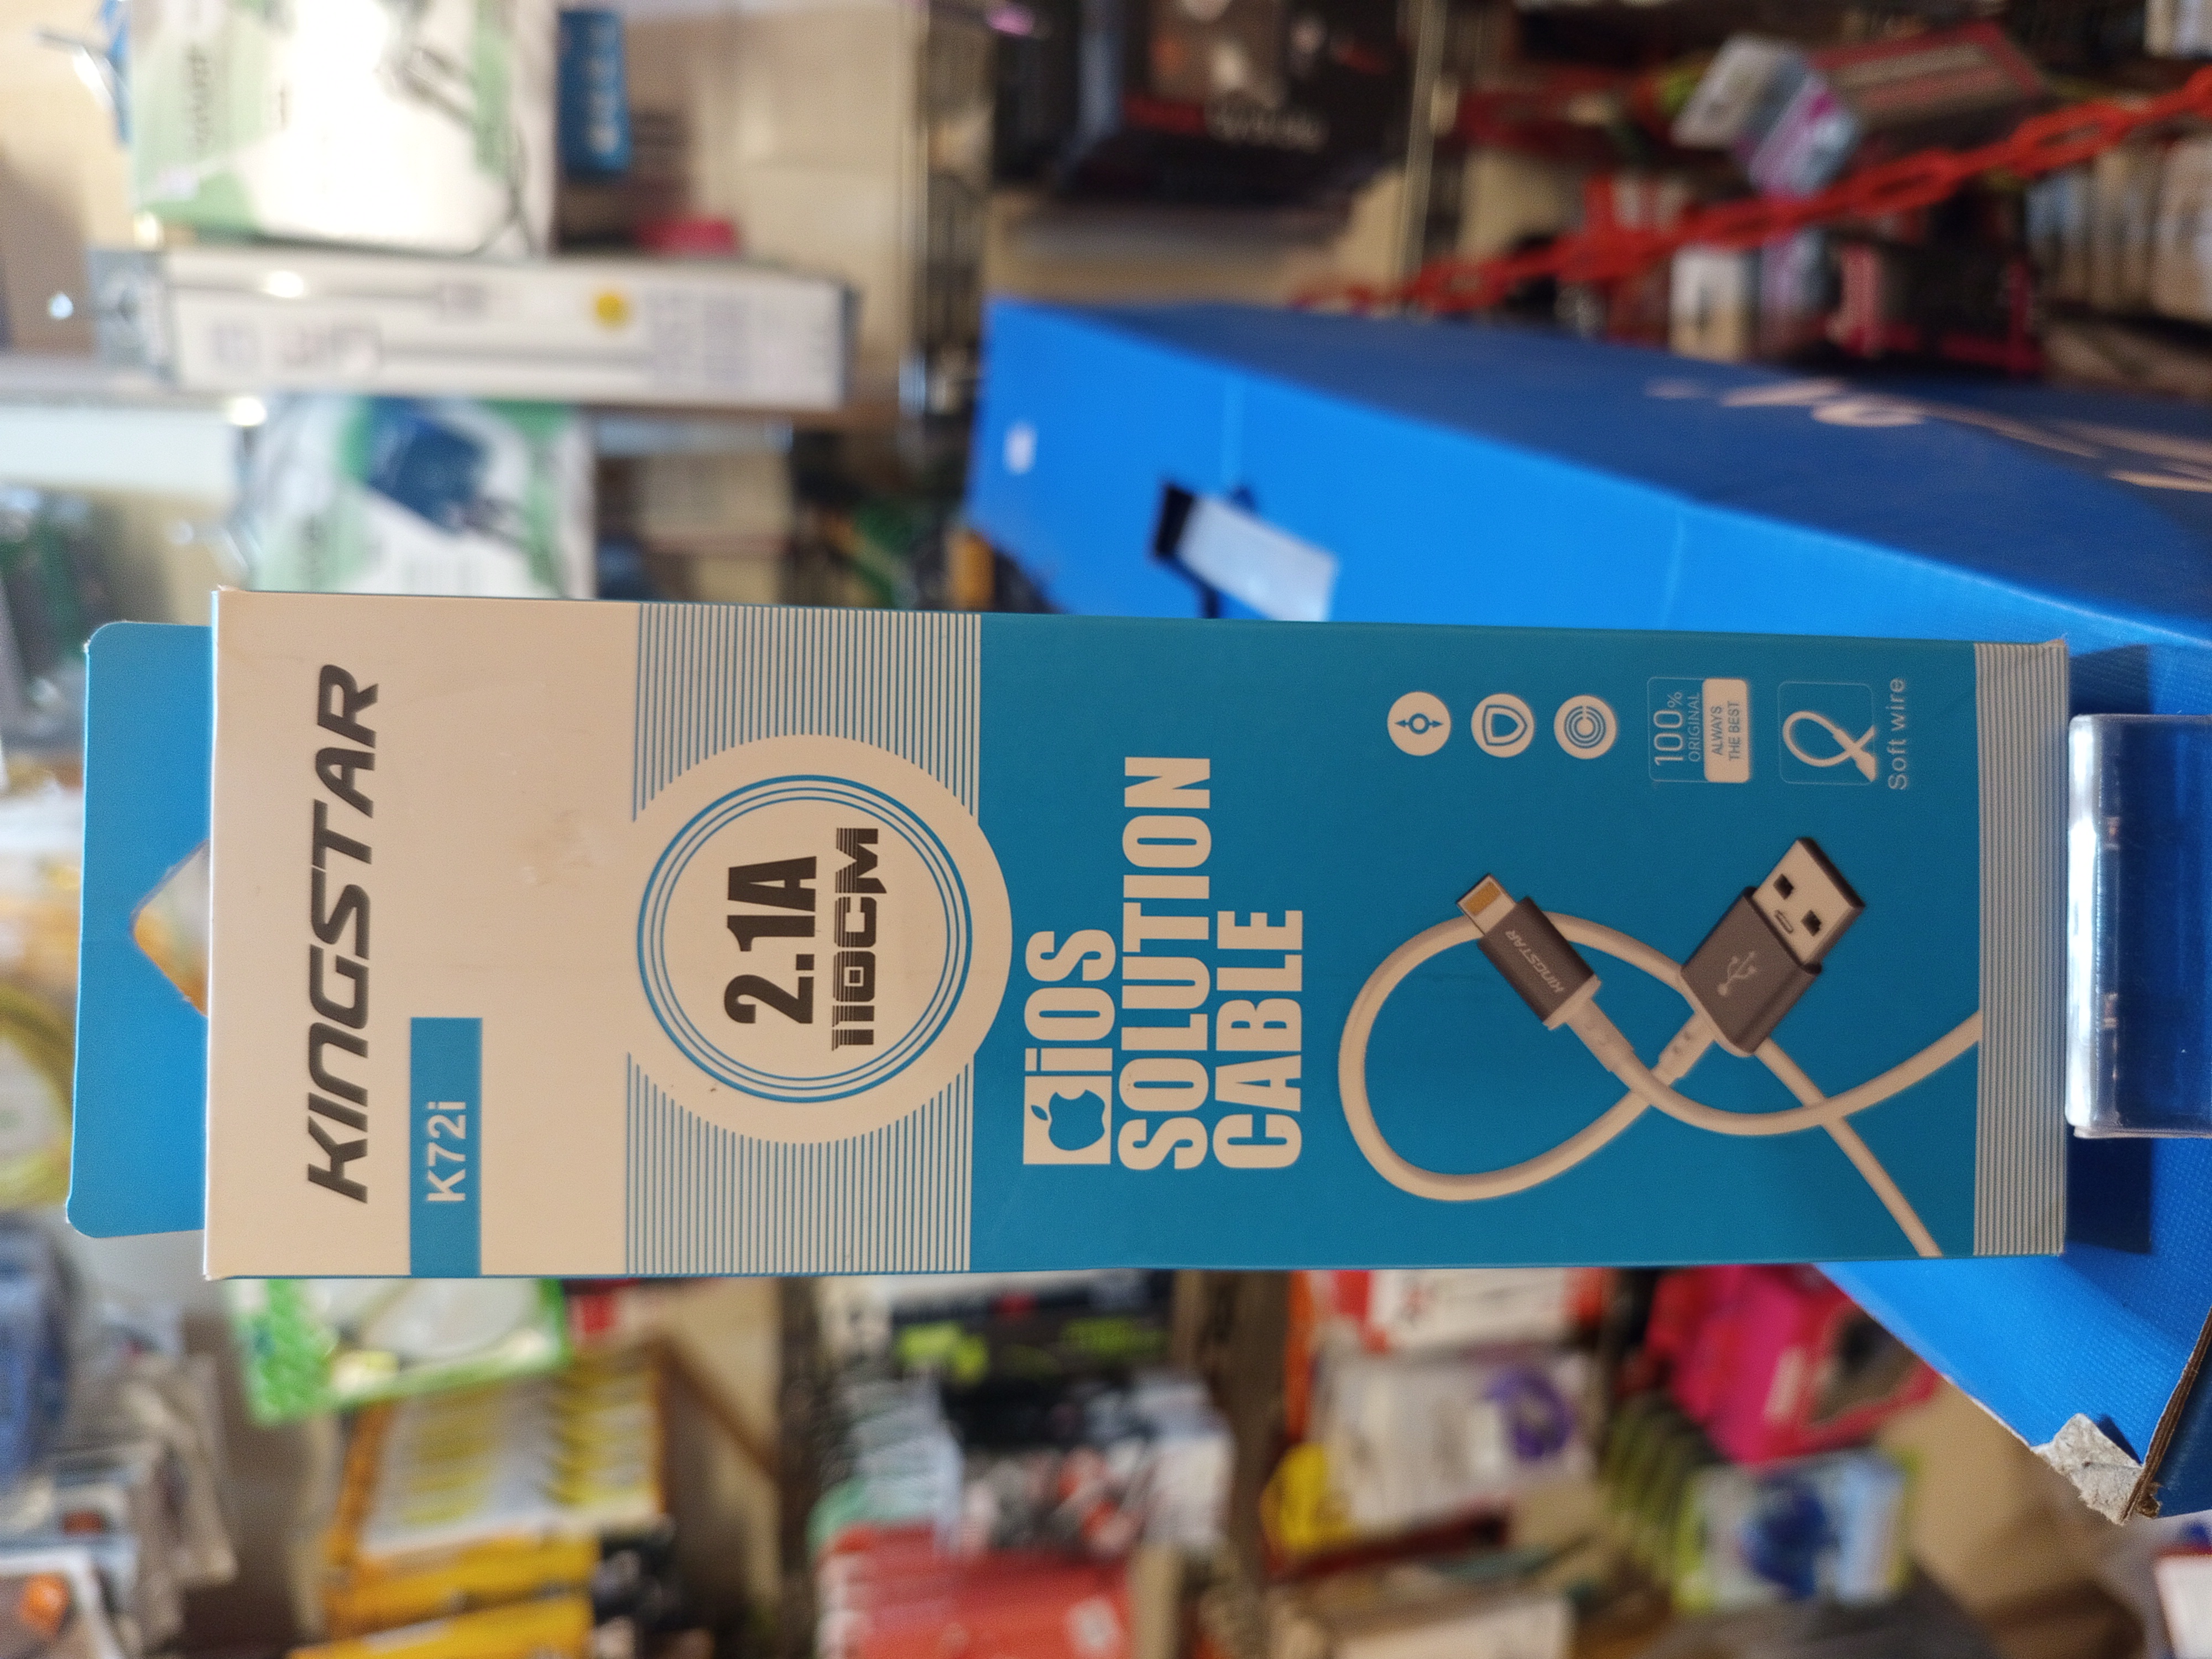 KINGSTAR
K72i
2.1A
110CM
iOS
SOLUTION
CABLE
100%
ORIGINAL
ALWAYS
THE BEST
Soft wire
KINGSTAR